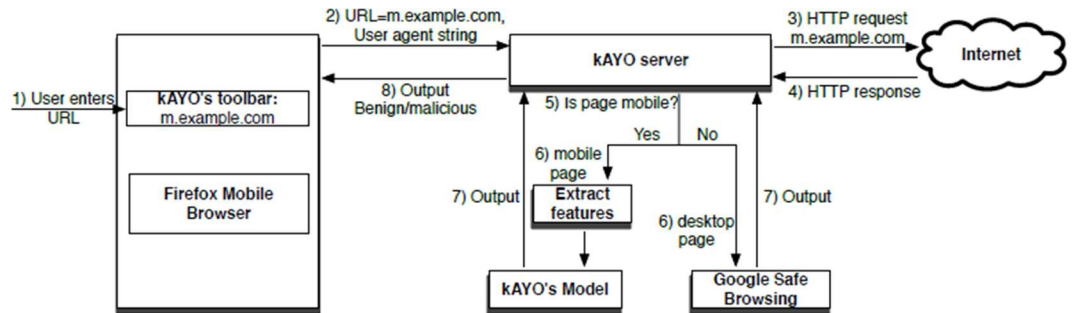 1) User enters
URL
kAYO's toolbar:
m.example.com
Firefox Mobile
Browser
2) URL=m.example.com,
User agent string
8) Output
Benign/malicious
kAYO server
3) HTTP request
m.example.com
Internet
4) HTTP response
5) Is page mobile?
Yes
No
6) mobile
page
Extract
features
7) Output
7) Output
6) desktop
page
kAYO's Model
Google Safe
Browsing